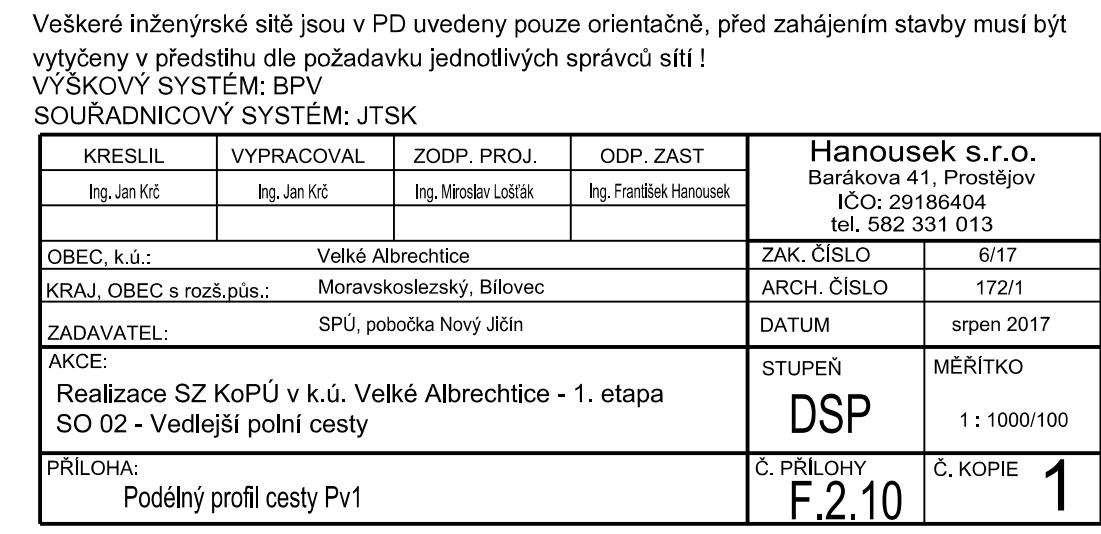 Veškeré inženýrské sitě jsou v PD uvedeny pouze orientačně, před zahájením stavby musí být
vytyčeny v předstihu dle požadavku jednotlivých správců sítí !
VÝŠKOVÝ SYSTÉM: BPV
SOUŘADNICOVÝ SYSTÉM: JTSK
KRESLIL VYPRACOVAL ZODP. PROJ. ODP. ZAST
Ing. Jan Krč Ing. Jan Krč Ing. Miroslav Lošťák Ing. František Hanousek
Hanousek s.r.o.
Barákova 41, Prostějov
IČO: 29186404
tel. 582 331 013
OBEC, k.ú.: Velké Albrechtice
ZAK. ČÍSLO 6/17
KRAJ, OBEC s rozš.půs.: Moravskoslezský, Bílovec
ARCH. ČÍSLO 172/1
ZADAVATEL: SPÚ, pobočka Nový Jičín
DATUM srpen 2017
AKCE:
Realizace SZ KoPÚ v k.ú. Velké Albrechtice - 1. etapa
SO 02 - Vedlejší polní cesty
STUPEŇ
DSP
MĚŘÍTKO
1 : 1000/100
PŘÍLOHA:
Podélný profil cesty Pv1
Č. PŘÍLOHY
F.2.10
Č. KOPIE 1